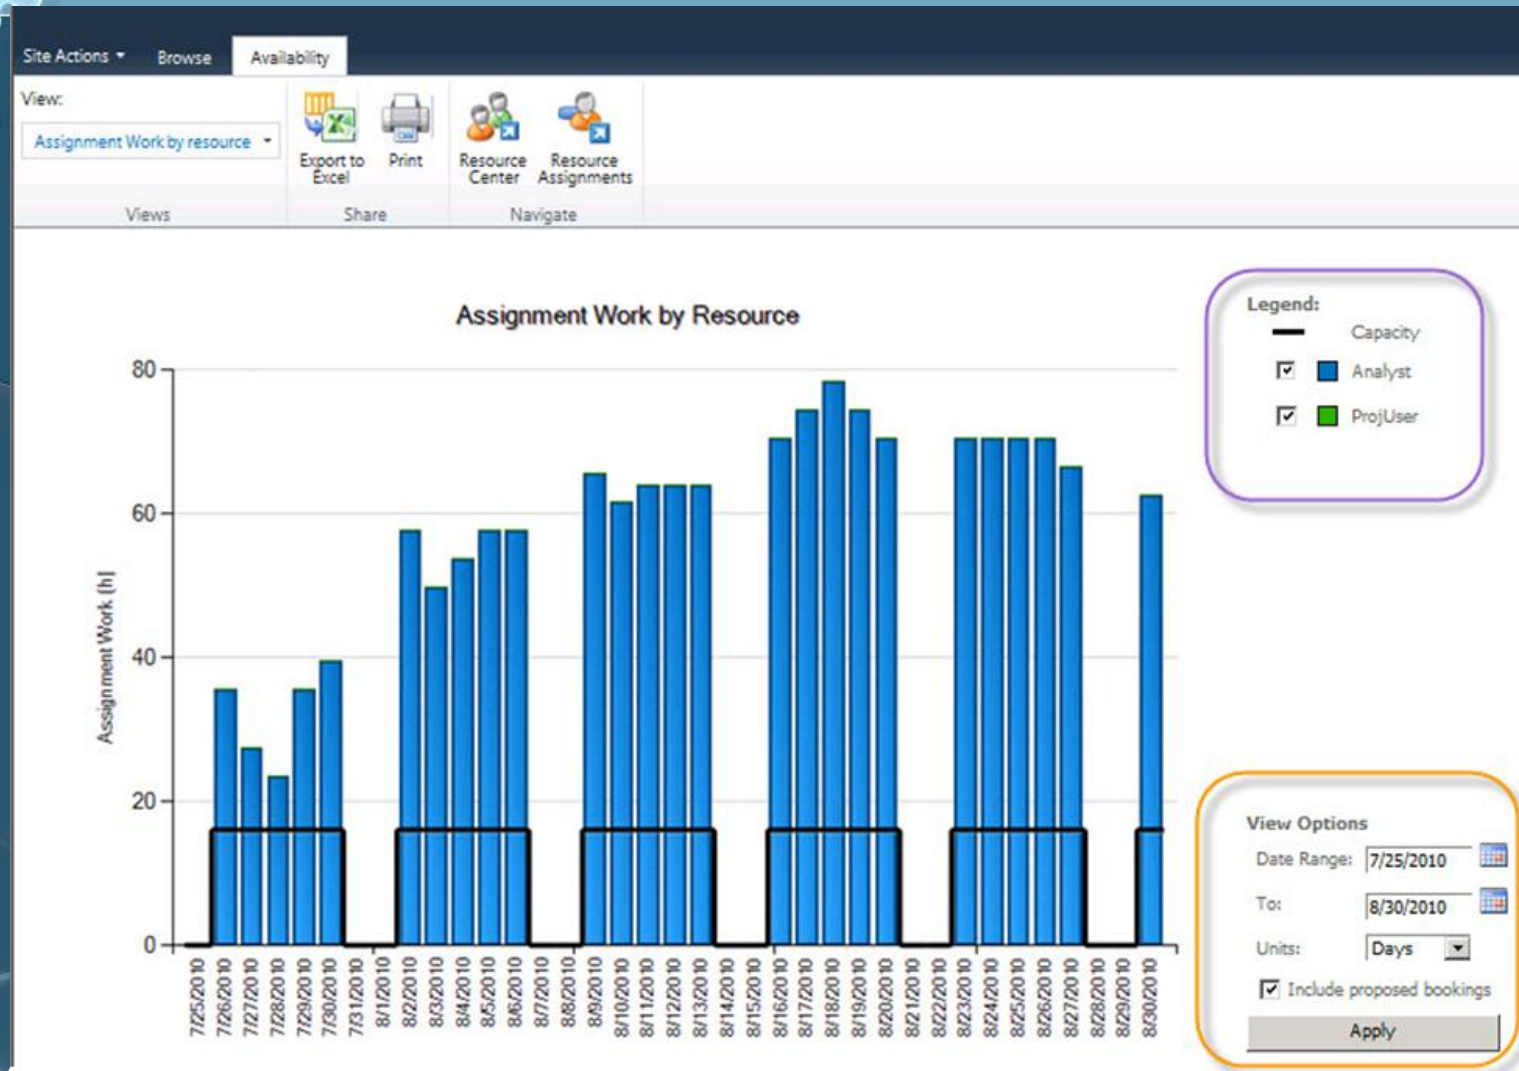 Site Actions
Browse
Availability
View:
Assignment Work by resource
Export to
Excel
Print
Resource
Center
Resource
Assignments
Views
Share
Navigate
Assignment Work by Resource
Legend:
Capacity
Analyst
ProjUser
80
60
40
20
0
Assignment Work (h)
7/25/2010
7/26/2010
7/27/2010
7/28/2010
7/29/2010
7/30/2010
7/31/2010
8/1/2010
8/2/2010
8/3/2010
8/4/2010
8/5/2010
8/6/2010
8/7/2010
8/8/2010
8/9/2010
8/10/2010
8/11/2010
8/12/2010
8/13/2010
8/14/2010
8/15/2010
8/16/2010
8/17/2010
8/18/2010
8/19/2010
8/20/2010
8/21/2010
8/22/2010
8/23/2010
8/24/2010
8/25/2010
8/26/2010
8/27/2010
8/28/2010
8/29/2010
8/30/2010
View Options
Date Range: 7/25/2010
To: 8/30/2010
Units: Days
Include proposed bookings
Apply